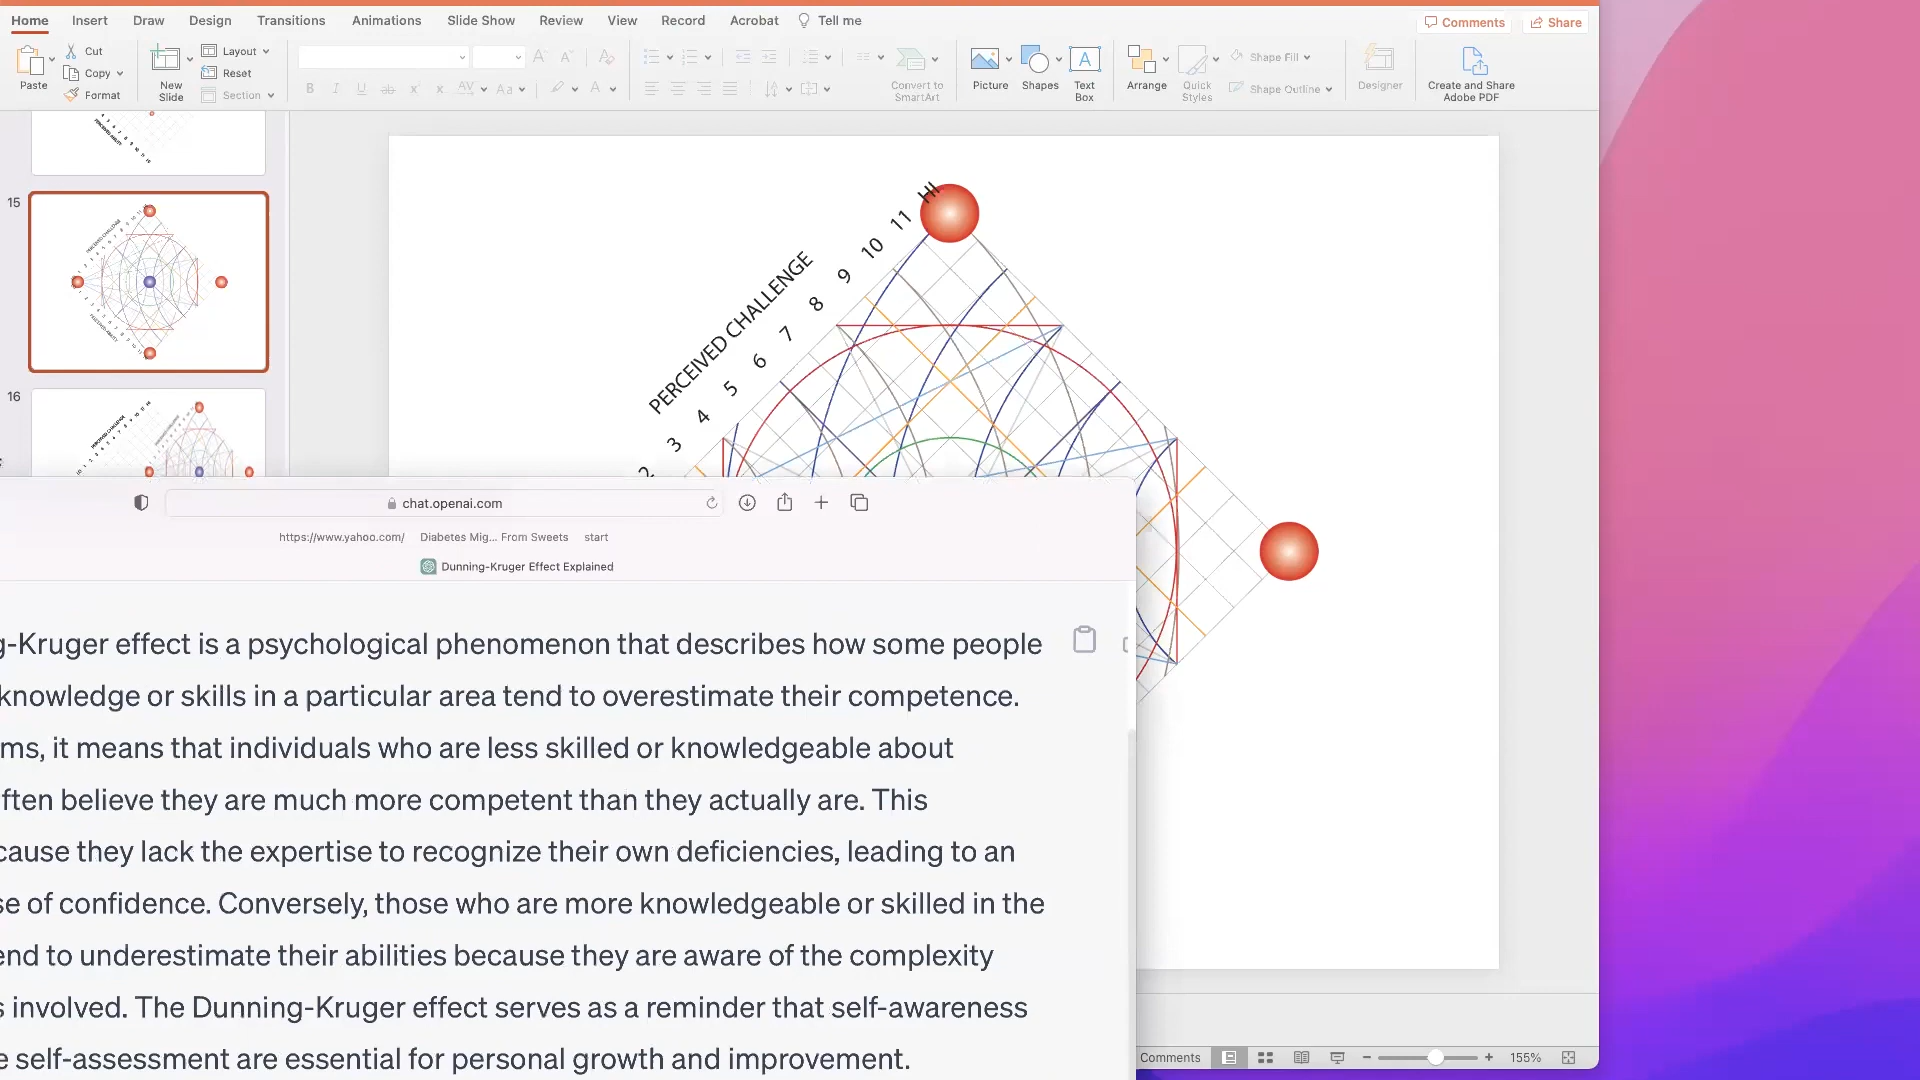 Home Insert Draw Design Transitions Animations Slide Show Review View Record Acrobat Tell me
Comments Share
Paste
Cut
Copy
Format
New
Slide
Layout
Reset
Section
B I U ab x x AV Aa A
Convert to
SmartArt
Picture
Shapes
Text
Box
Arrange
Quick
Styles
Shape Fill
Shape Outline
Designer
Create and Share
Adobe PDF
15
16
PERCEIVED CHALLENGE
2 3 4 5 6 7 8 9 10 11 HI
chat.openai.com
https://www.yahoo.com/ Diabetes Mig... From Sweets start
Dunning-Kruger Effect Explained
g-Kruger effect is a psychological phenomenon that describes how some people
knowledge or skills in a particular area tend to overestimate their competence.
ms, it means that individuals who are less skilled or knowledgeable about
ften believe they are much more competent than they actually are. This
cause they lack the expertise to recognize their own deficiencies, leading to an
se of confidence. Conversely, those who are more knowledgeable or skilled in the
end to underestimate their abilities because they are aware of the complexity
s involved. The Dunning-Kruger effect serves as a reminder that self-awareness
e self-assessment are essential for personal growth and improvement.
Comments 155%